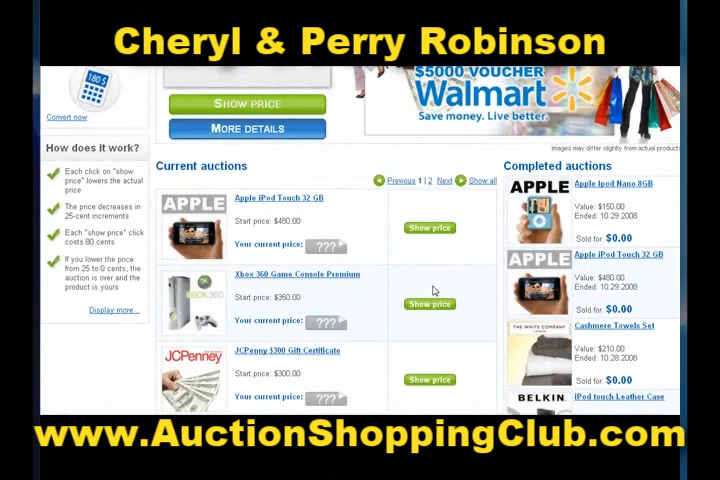 Cheryl & Perry Robinson
180 $
Convert now
SHOW PRICE
MORE DETAILS
$5000 VOUCHER
Walmart
Save money. Live better.
Images may differ slightly from actual products
How does it work?
Each click on "show
price" lowers the actual
price
The price decreases in
25-cent increments
Each "show price" click
costs 80 cents
If you lower the price
from 25 to 0 cents, the
auction is over and the
product is yours
Display more...
Current auctions
Previous 1 | 2 Next Show all
APPLE
Apple iPod Touch 32 GB
Start price: $480.00
Your current price: ???
Show price
XBOX 360
Xbox 360 Game Console Premium
Start price: $350.00
Your current price: ???
Show price
JCPenney
JCPenny $300 Gift Certificate
Start price: $300.00
Your current price: ???
Show price
Completed auctions
APPLE
Apple Ipod Nano 8GB
Value: $150.00
Ended: 10.29.2008
Sold for: $0.00
APPLE
Apple iPod Touch 32 GB
Value: $480.00
Ended: 10.29.2008
Sold for: $0.00
THE WHITE COMPANY
Cashmere Towels Set
Value: $210.00
Ended: 10.28.2008
Sold for: $0.00
BELKIN
iPod touch Leather Case
www.AuctionShoppingClub.com